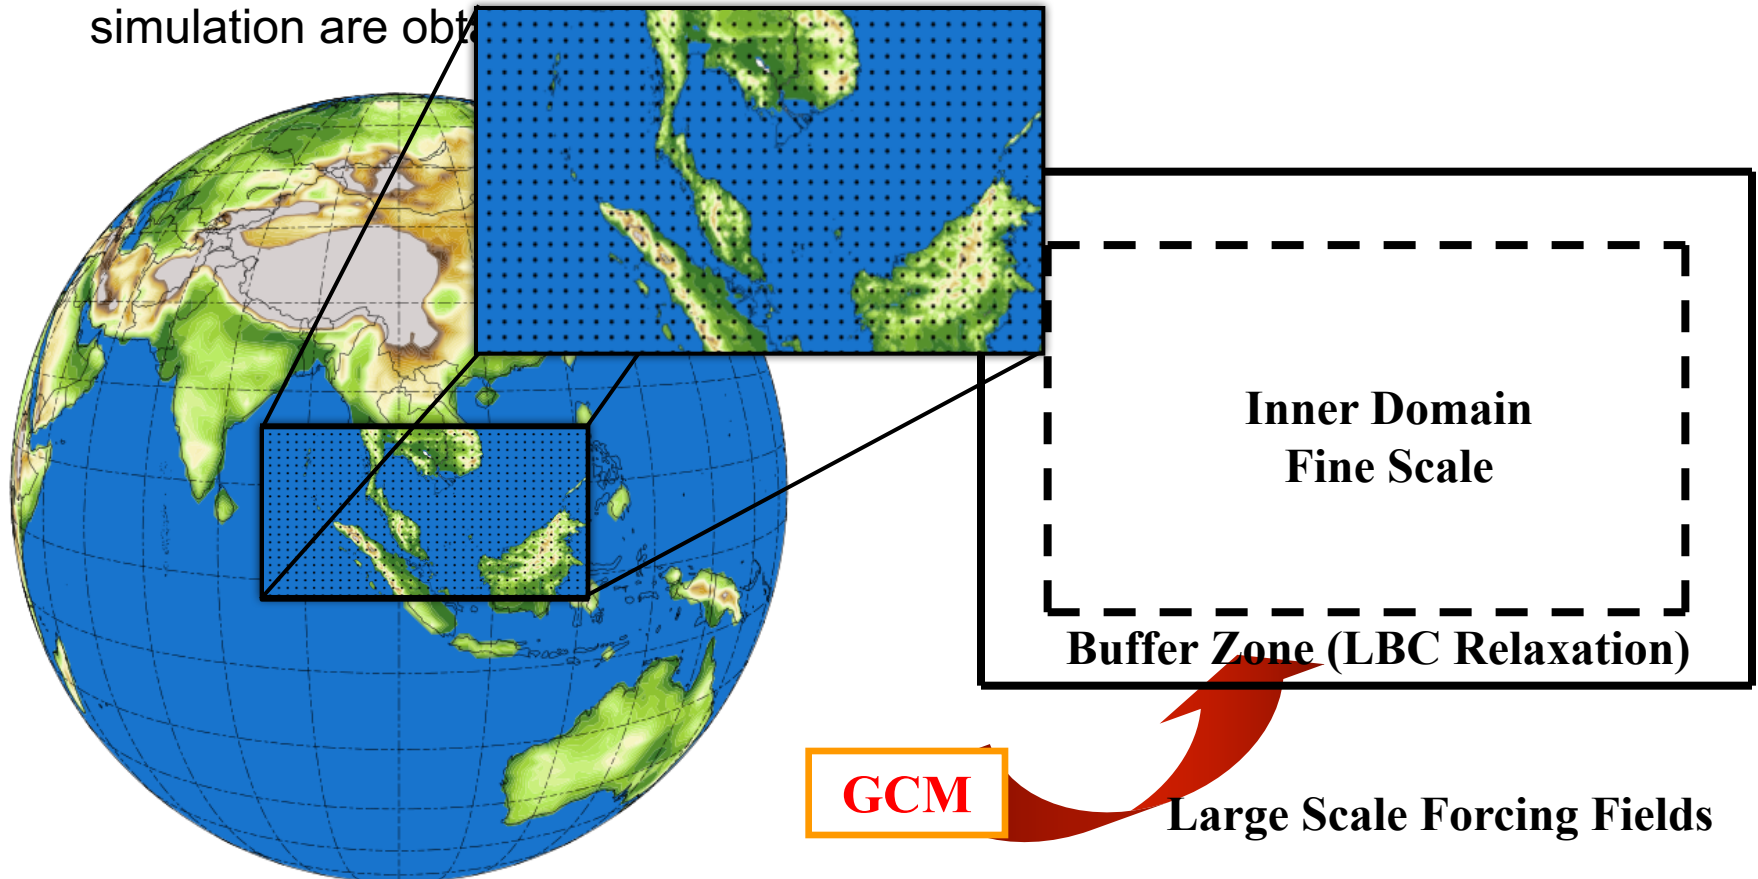 simulation are obt
Inner Domain
Fine Scale
Buffer Zone (LBC Relaxation)
GCM
Large Scale Forcing Fields